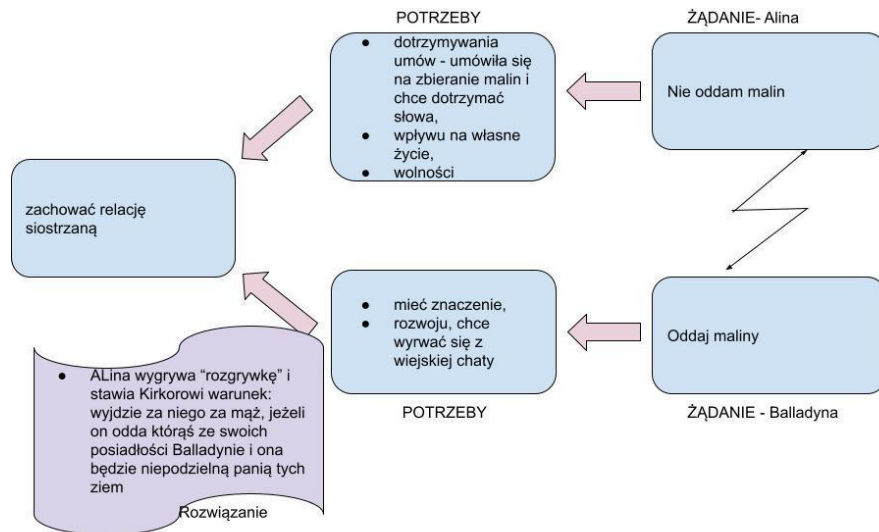 POTRZEBY
ŻĄDANIE- Alina
● dotrzymywania
umów - umówiła się
na zbieranie malin i
chce dotrzymać
słowa,
● wpływu na własne
życie,
● wolności
Nie oddam malin
zachować relację
siostrzaną
● mieć znaczenie,
● rozwoju, chce
wyrwać się z
wiejskiej chaty
Oddaj maliny
POTRZEBY
ŻĄDANIE - Balladyna
● ALina wygrywa “rozgrywkę” i
stawia Kirkorowi warunek:
wyjdzie za niego za mąż, jeżeli
on odda którąś ze swoich
posiadłości Balladynie i ona
będzie niepodzielną panią tych
ziem
Rozwiązanie